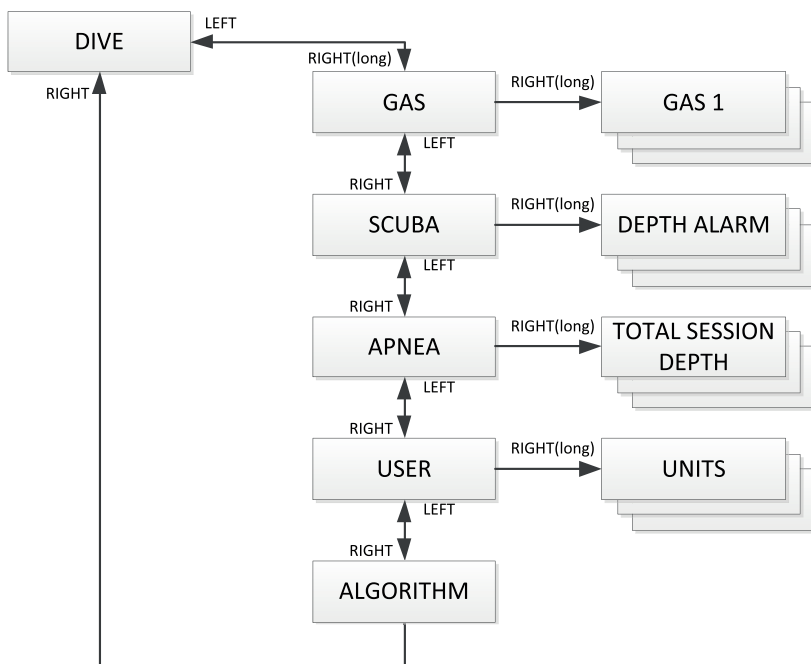 DIVE
LEFT
RIGHT(long)
RIGHT
GAS
RIGHT(long)
GAS 1
LEFT
RIGHT
SCUBA
RIGHT(long)
DEPTH ALARM
LEFT
RIGHT
APNEA
RIGHT(long)
TOTAL SESSION
DEPTH
LEFT
RIGHT
USER
RIGHT(long)
UNITS
LEFT
RIGHT
ALGORITHM